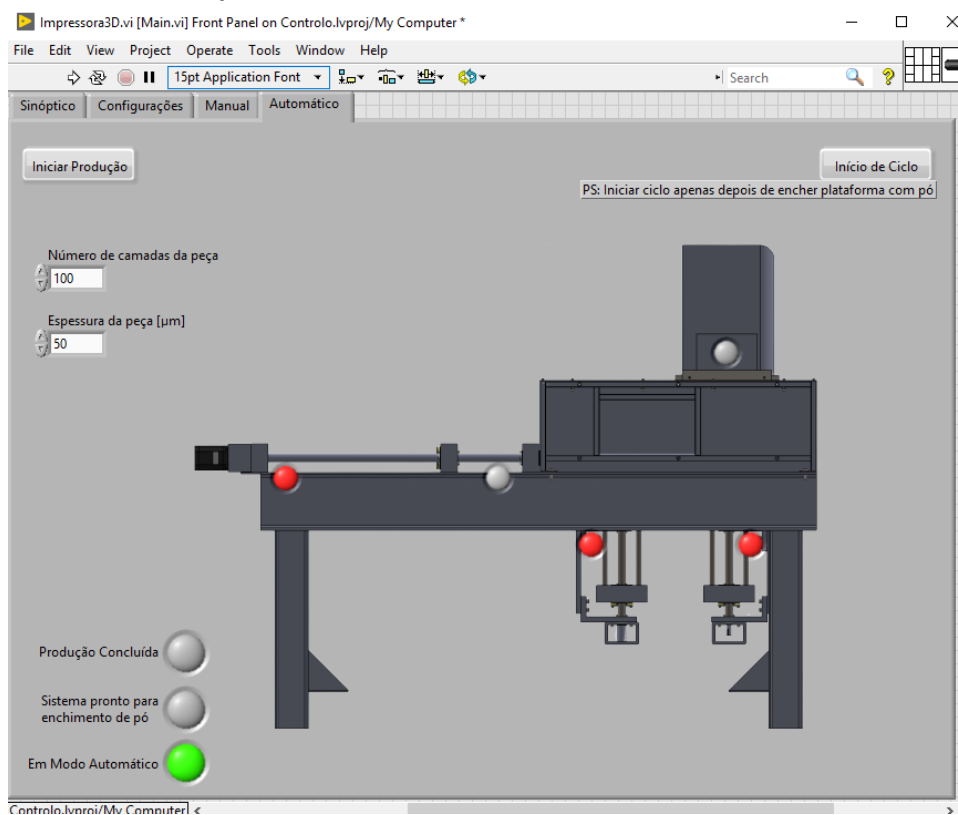 Impressora3D.vi [Main.vi] Front Panel on Controlo.lvproj/My Computer *
File Edit View Project Operate Tools Window Help
15pt Application Font
Search
Sinóptico Configurações Manual Automático
Iniciar Produção
Início de Ciclo
PS: Iniciar ciclo apenas depois de encher plataforma com pó
Número de camadas da peça
100
Espessura da peça [µm]
50
Produção Concluída
Sistema pronto para
enchimento de pó
Em Modo Automático
Controlo.lvproj/My Computer